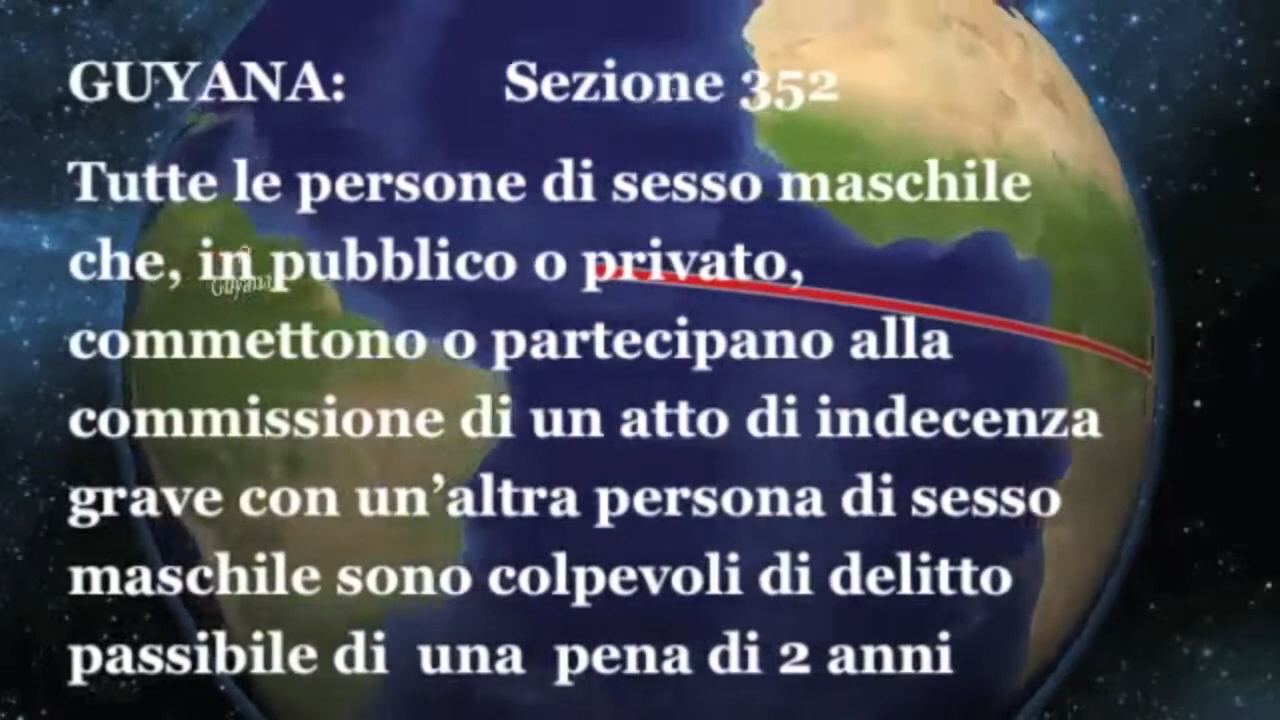 GUYANA: Sezione 352
Tutte le persone di sesso maschile
che, in pubblico o privato,
Guyana
commettono o partecipano alla
commissione di un atto di indecenza
grave con un’altra persona di sesso
maschile sono colpevoli di delitto
passibile di una pena di 2 anni